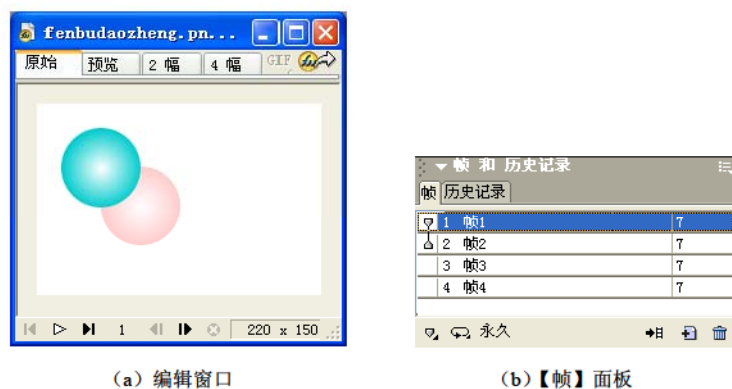 fenbudaozheng.pn...
原始 预览 2 幅 4 幅 GIF
1 220 x 150
帧 和 历史记录
帧 历史记录
1 帧1 7
2 帧2 7
3 帧3 7
4 帧4 7
永久
（a）编辑窗口
（b）【帧】面板